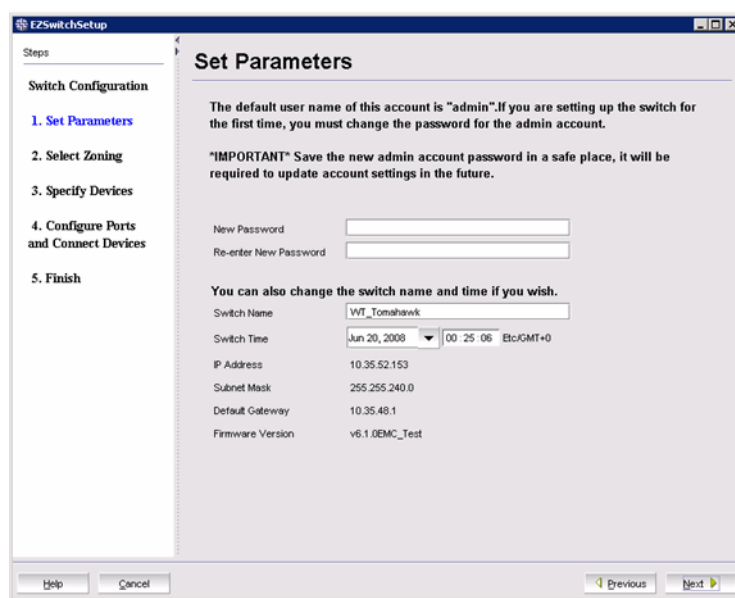 EZSwitchSetup
Steps
Switch Configuration
1. Set Parameters
2. Select Zoning
3. Specify Devices
4. Configure Ports
and Connect Devices
5. Finish
Set Parameters
The default user name of this account is "admin".If you are setting up the switch for
the first time, you must change the password for the admin account.
*IMPORTANT* Save the new admin account password in a safe place, it will be
required to update account settings in the future.
New Password
Re-enter New Password
You can also change the switch name and time if you wish.
Switch Name VVT_Tomahawk
Switch Time Jun 20, 2008 00:25:06 Etc/GMT+0
IP Address 10.35.52.153
Subnet Mask 255.255.240.0
Default Gateway 10.35.48.1
Firmware Version v6.1.0EMC_Test
Help Cancel Previous Next